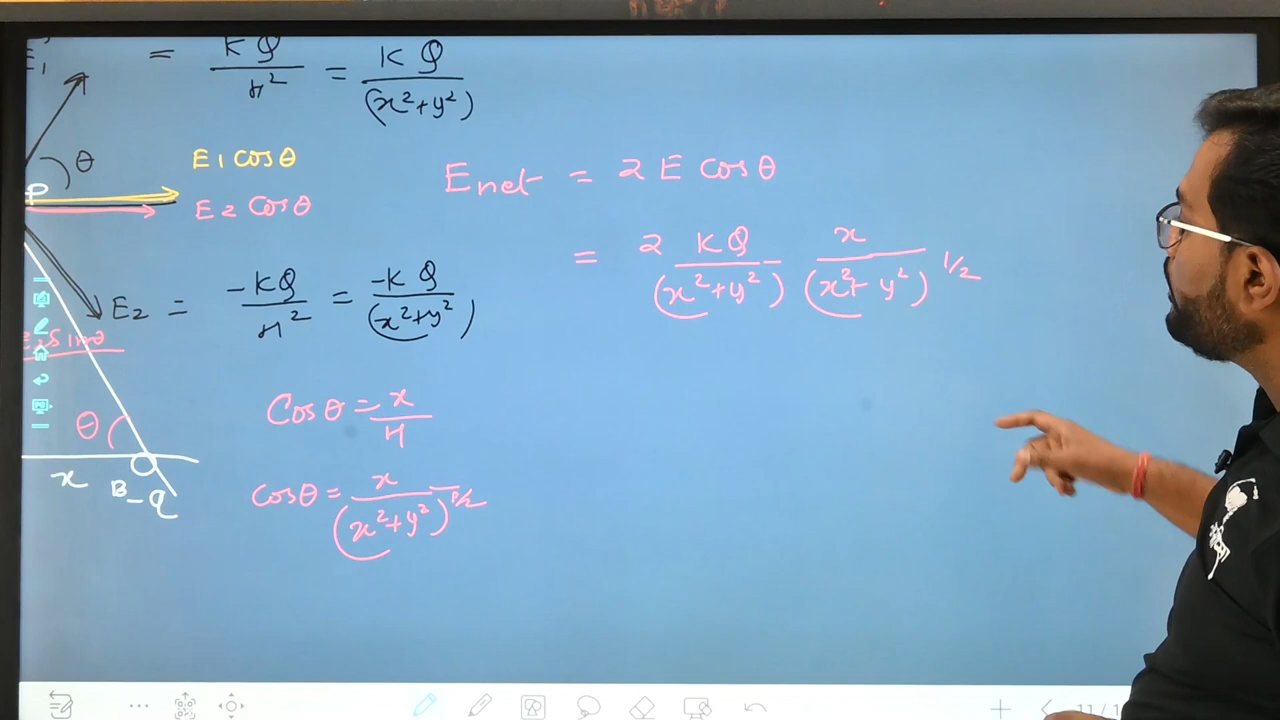 E₁ = KQ/r² = KQ/(x²+y²)
θ
E1 cosθ
P
E2 cosθ
Enet = 2 E cosθ
= 2 KQ/(x²+y²) x/(x²+y²)^1/2
E₂ = -KQ/r² = -KQ/(x²+y²)
E₂Sinθ
Cosθ = x/r
θ
x B -q
cosθ = x/(x²+y²)^1/2